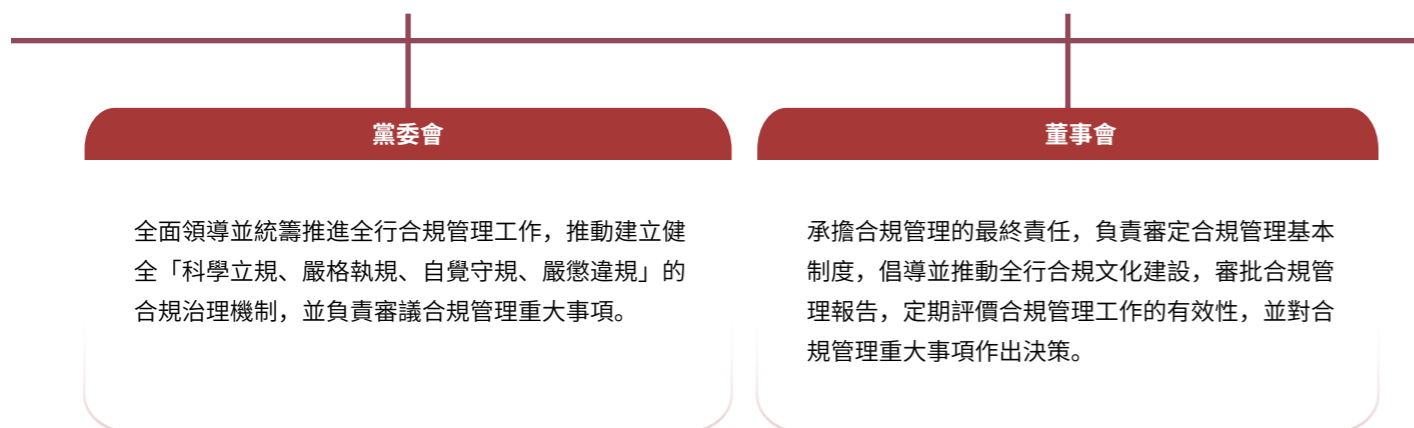 黨委會
全面領導並統籌推進全行合規管理工作，推動建立健
全「科學立規、嚴格執規、自覺守規、嚴懲違規」的
合規治理機制，並負責審議合規管理重大事項。
董事會
承擔合規管理的最終責任，負責審定合規管理基本
制度，倡導並推動全行合規文化建設，審批合規管
理報告，定期評價合規管理工作的有效性，並對合
規管理重大事項作出決策。